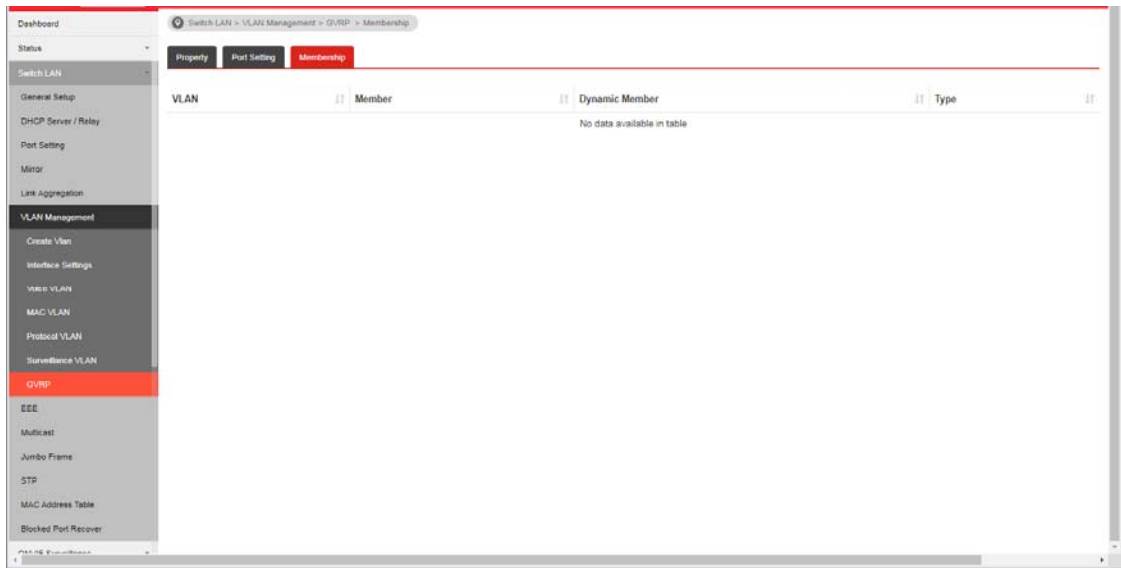 Dashboard
Switch LAN > VLAN Management > GVRP > Membership
Status
Property Port Setting Membership
Switch LAN
General Setup
VLAN Member Dynamic Member Type
DHCP Server / Relay
No data available in table
Port Setting
Mirror
Link Aggregation
VLAN Management
Create Vlan
Interface Settings
Voice VLAN
MAC VLAN
Protocol VLAN
Surveillance VLAN
GVRP
EEE
Multicast
Jumbo Frame
STP
MAC Address Table
Blocked Port Recover
ONVIF Surveillance